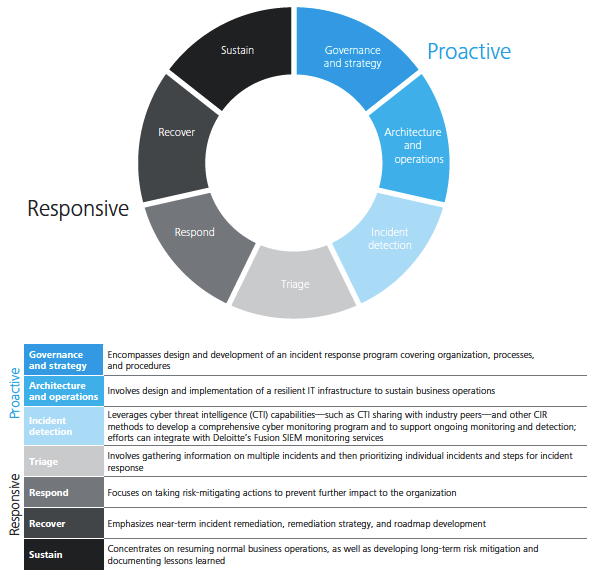 Sustain
Governance
and strategy
Proactive
Recover
Architecture
and
operations
Responsive
Respond
Incident
detection
Triage
Proactive
Governance
and strategy
Encompasses design and development of an incident response program covering organization, processes,
and procedures
Architecture
and operations
Involves design and implementation of a resilient IT infrastructure to sustain business operations
Incident
detection
Leverages cyber threat intelligence (CTI) capabilities—such as CTI sharing with industry peers—and other CIR
methods to develop a comprehensive cyber monitoring program and to support ongoing monitoring and detection;
efforts can integrate with Deloitte's Fusion SIEM monitoring services
Responsive
Triage
Involves gathering information on multiple incidents and then prioritizing individual incidents and steps for incident
response
Respond
Focuses on taking risk-mitigating actions to prevent further impact to the organization
Recover
Emphasizes near-term incident remediation, remediation strategy, and roadmap development
Sustain
Concentrates on resuming normal business operations, as well as developing long-term risk mitigation and
documenting lessons learned